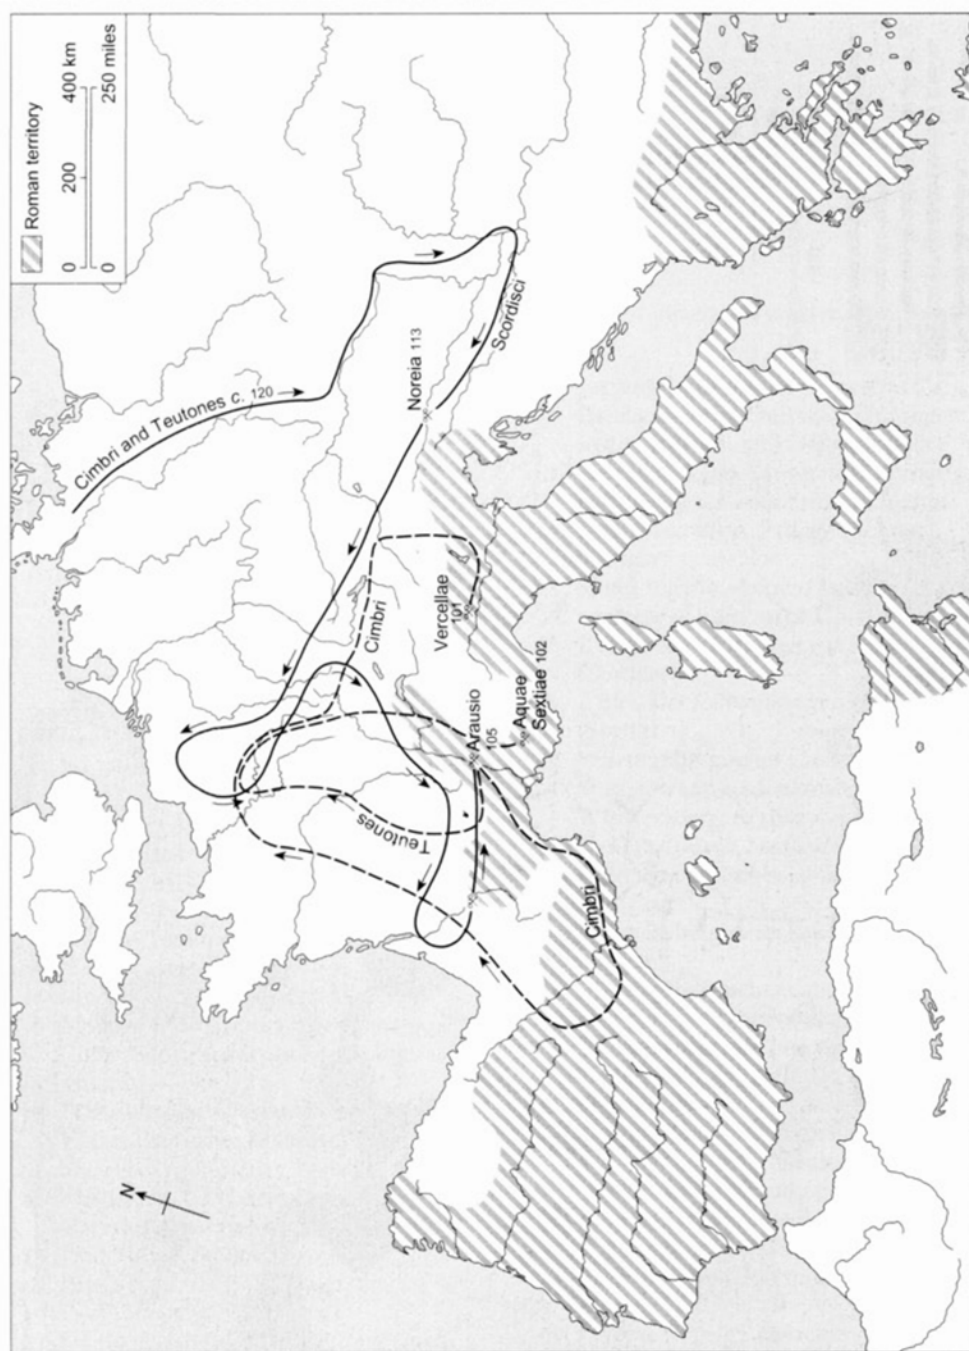 Roman territory
0 200 400 km
0 250 miles
N
Cimbri and Teutones c. 120
Noreia 113
Scordisci
Cimbri
Vercellae
101
Teutones
Arausio
105
Aquae
Sextiae 102
Cimbri